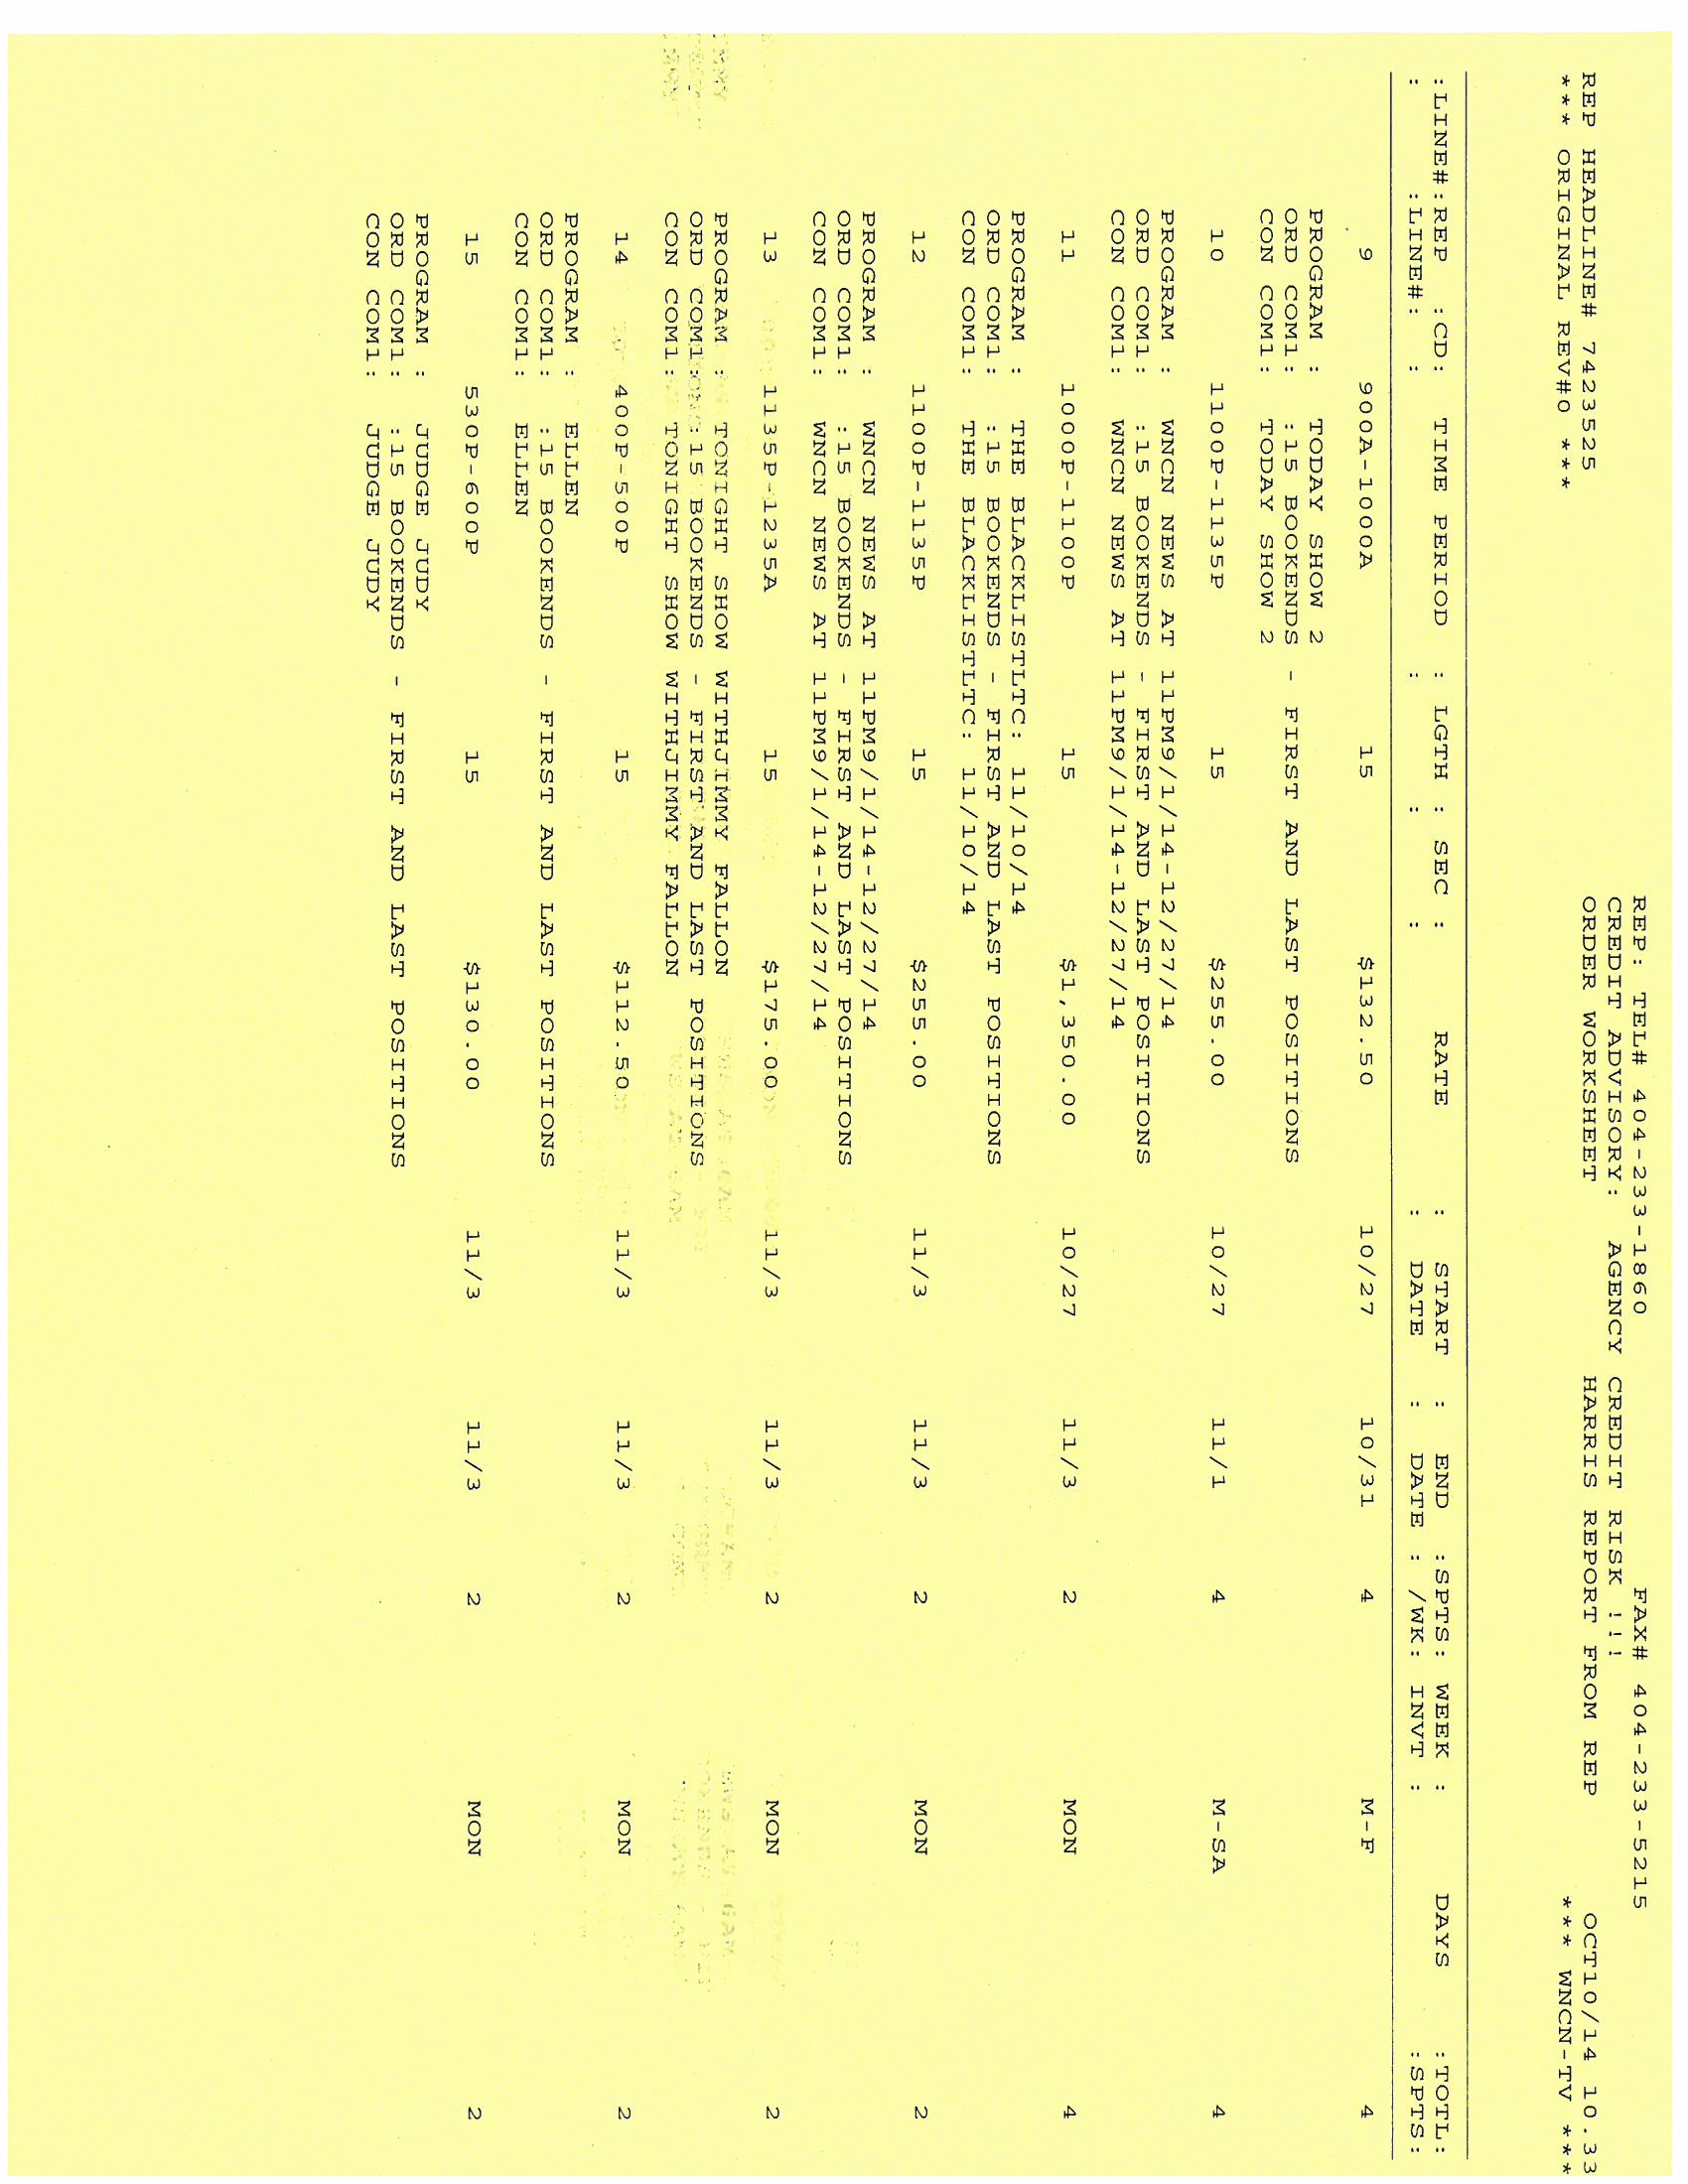 REP: TEL# 404-233-1860 FAX# 404-233-5215
CREDIT ADVISORY: AGENCY CREDIT RISK !!!
REP HEADLINE# 7423525 ORDER WORKSHEET HARRIS REPORT FROM REP OCT10/14 10.33
*** ORIGINAL REV#0 *** *** WNCN-TV ***
:LINE#:REP :CD: TIME PERIOD : LGTH : SEC : RATE : START : END :SPTS: WEEK : DAYS :TOTL:
: :LINE#: : : : : DATE : DATE : /WK: INVT : :SPTS:
9 900A-1000A 15 $132.50 10/27 10/31 4 M-F 4
PROGRAM : TODAY SHOW 2
ORD COM1: :15 BOOKENDS - FIRST AND LAST POSITIONS
CON COM1: TODAY SHOW 2
10 1100P-1135P 15 $255.00 10/27 11/1 4 M-SA 4
PROGRAM : WNCN NEWS AT 11PM9/1/14-12/27/14
ORD COM1: :15 BOOKENDS - FIRST AND LAST POSITIONS
CON COM1: WNCN NEWS AT 11PM9/1/14-12/27/14
11 1000P-1100P 15 $1,350.00 10/27 11/3 2 MON 4
PROGRAM : THE BLACKLISTLTC: 11/10/14
ORD COM1: :15 BOOKENDS - FIRST AND LAST POSITIONS
CON COM1: THE BLACKLISTLTC: 11/10/14
12 1100P-1135P 15 $255.00 11/3 11/3 2 MON 2
PROGRAM : WNCN NEWS AT 11PM9/1/14-12/27/14
ORD COM1: :15 BOOKENDS - FIRST AND LAST POSITIONS
CON COM1: WNCN NEWS AT 11PM9/1/14-12/27/14
13 1135P-1235A 15 $175.00 11/3 11/3 2 MON 2
PROGRAM : TONIGHT SHOW WITHJIMMY FALLON
ORD COM1: :15 BOOKENDS - FIRST AND LAST POSITIONS
CON COM1: TONIGHT SHOW WITHJIMMY FALLON
14 400P-500P 15 $112.50 11/3 11/3 2 MON 2
PROGRAM : ELLEN
ORD COM1: :15 BOOKENDS - FIRST AND LAST POSITIONS
CON COM1: ELLEN
15 530P-600P 15 $130.00 11/3 11/3 2 MON 2
PROGRAM : JUDGE JUDY
ORD COM1: :15 BOOKENDS - FIRST AND LAST POSITIONS
CON COM1: JUDGE JUDY